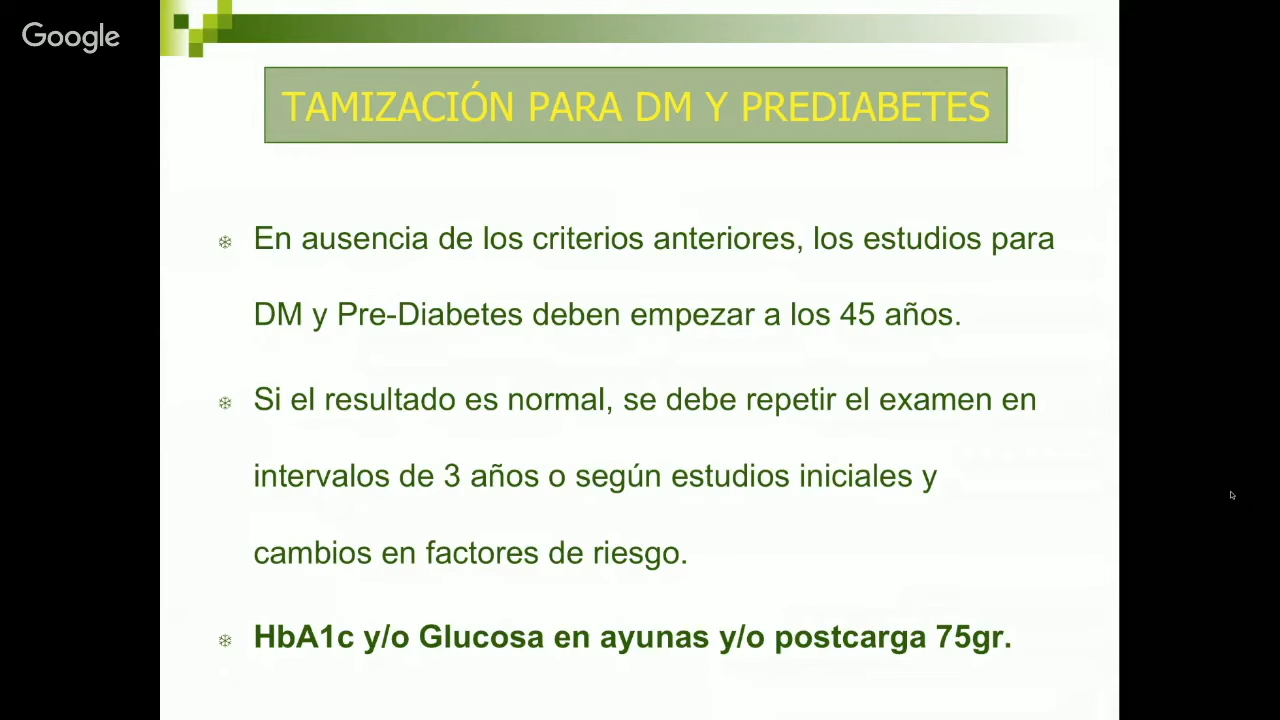 Google
TAMIZACIÓN PARA DM Y PREDIABETES
En ausencia de los criterios anteriores, los estudios para
DM y Pre-Diabetes deben empezar a los 45 años.
Si el resultado es normal, se debe repetir el examen en
intervalos de 3 años o según estudios iniciales y
cambios en factores de riesgo.
HbA1c y/o Glucosa en ayunas y/o postcarga 75gr.